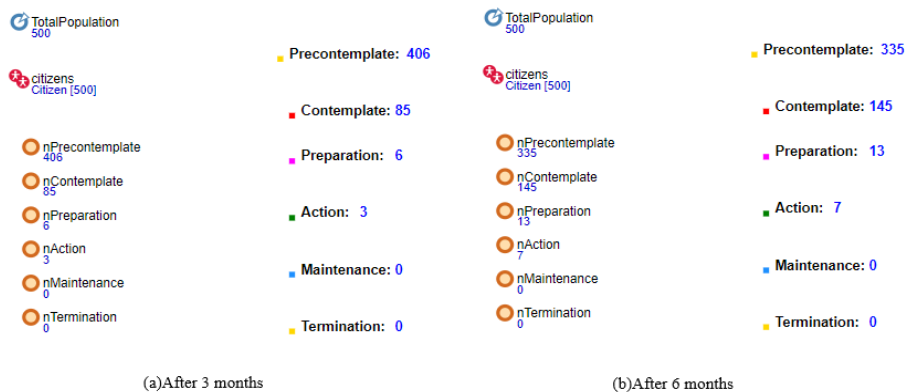 TotalPopulation
500
citizens
Citizen [500]
nPrecontemplate
406
nContemplate
85
nPreparation
6
nAction
3
nMaintenance
0
nTermination
0
Precontemplate: 406
Contemplate: 85
Preparation: 6
Action: 3
Maintenance: 0
Termination: 0
(a)After 3 months
TotalPopulation
500
citizens
Citizen [500]
nPrecontemplate
335
nContemplate
145
nPreparation
13
nAction
7
nMaintenance
0
nTermination
0
Precontemplate: 335
Contemplate: 145
Preparation: 13
Action: 7
Maintenance: 0
Termination: 0
(b)After 6 months